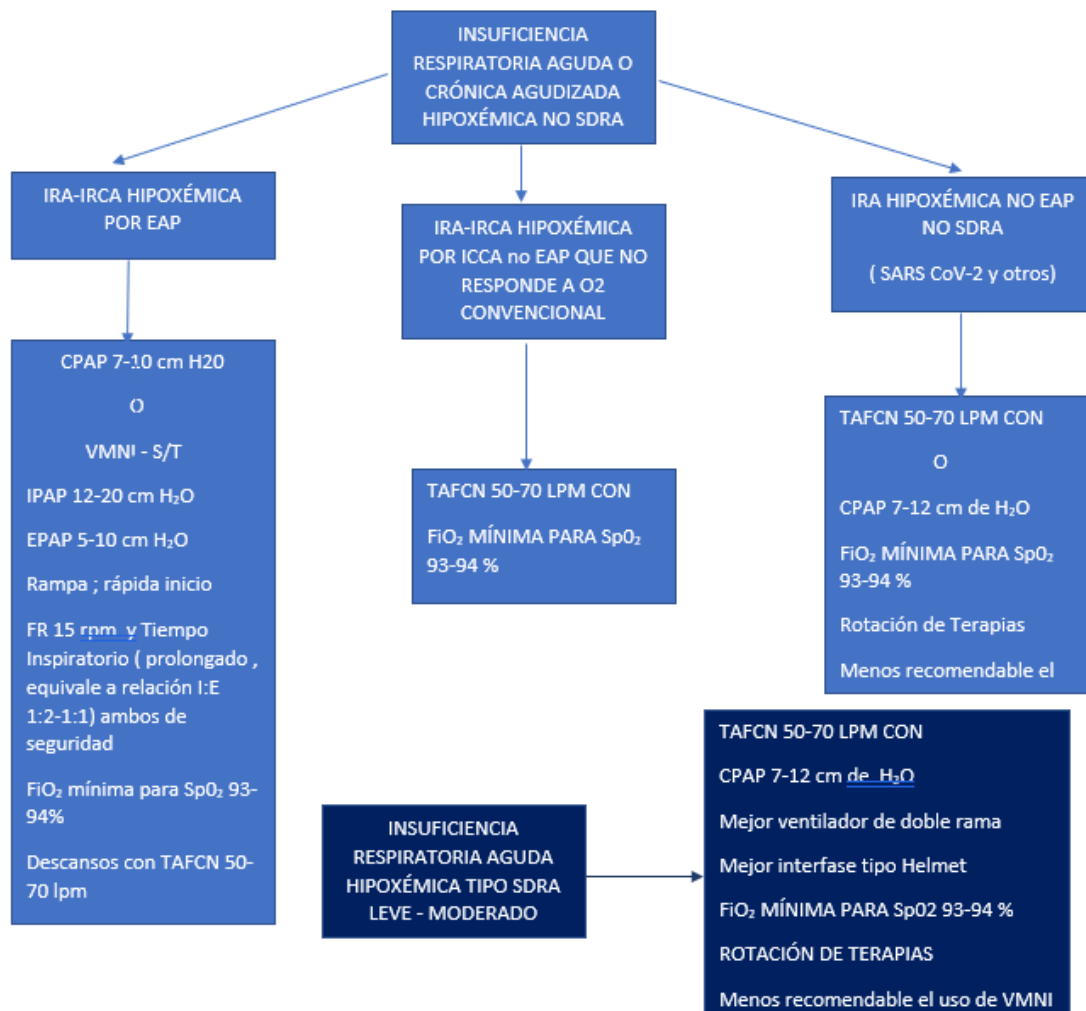 INSUFICIENCIA
RESPIRATORIA AGUDA O
CRÓNICA AGUDIZADA
HIPOXÉMICA NO SDRA
IRA-IRCA HIPOXÉMICA
POR EAP
IRA-IRCA HIPOXÉMICA
POR ICCA no EAP QUE NO
RESPONDE A O2
CONVENCIONAL
IRA HIPOXÉMICA NO EAP
NO SDRA
( SARS CoV-2 y otros)
CPAP 7-10 cm H20
O
VMNI - S/T
IPAP 12-20 cm H₂O
EPAP 5-10 cm H₂O
Rampa ; rápida inicio
FR 15 rpm y Tiempo
Inspiratorio ( prolongado ,
equivale a relación I:E
1:2-1:1) ambos de
seguridad
FiO₂ mínima para Sp0₂ 93-
94%
Descansos con TAFCN 50-
70 lpm
TAFCN 50-70 LPM CON
FiO₂ MÍNIMA PARA Sp0₂
93-94 %
TAFCN 50-70 LPM CON
O
CPAP 7-12 cm de H₂O
FiO₂ MÍNIMA PARA Sp0₂
93-94 %
Rotación de Terapias
Menos recomendable el
INSUFICIENCIA
RESPIRATORIA AGUDA
HIPOXÉMICA TIPO SDRA
LEVE - MODERADO
TAFCN 50-70 LPM CON
CPAP 7-12 cm de H₂O
Mejor ventilador de doble rama
Mejor interfase tipo Helmet
FiO₂ MÍNIMA PARA Sp02 93-94 %
ROTACIÓN DE TERAPIAS
Menos recomendable el uso de VMNI